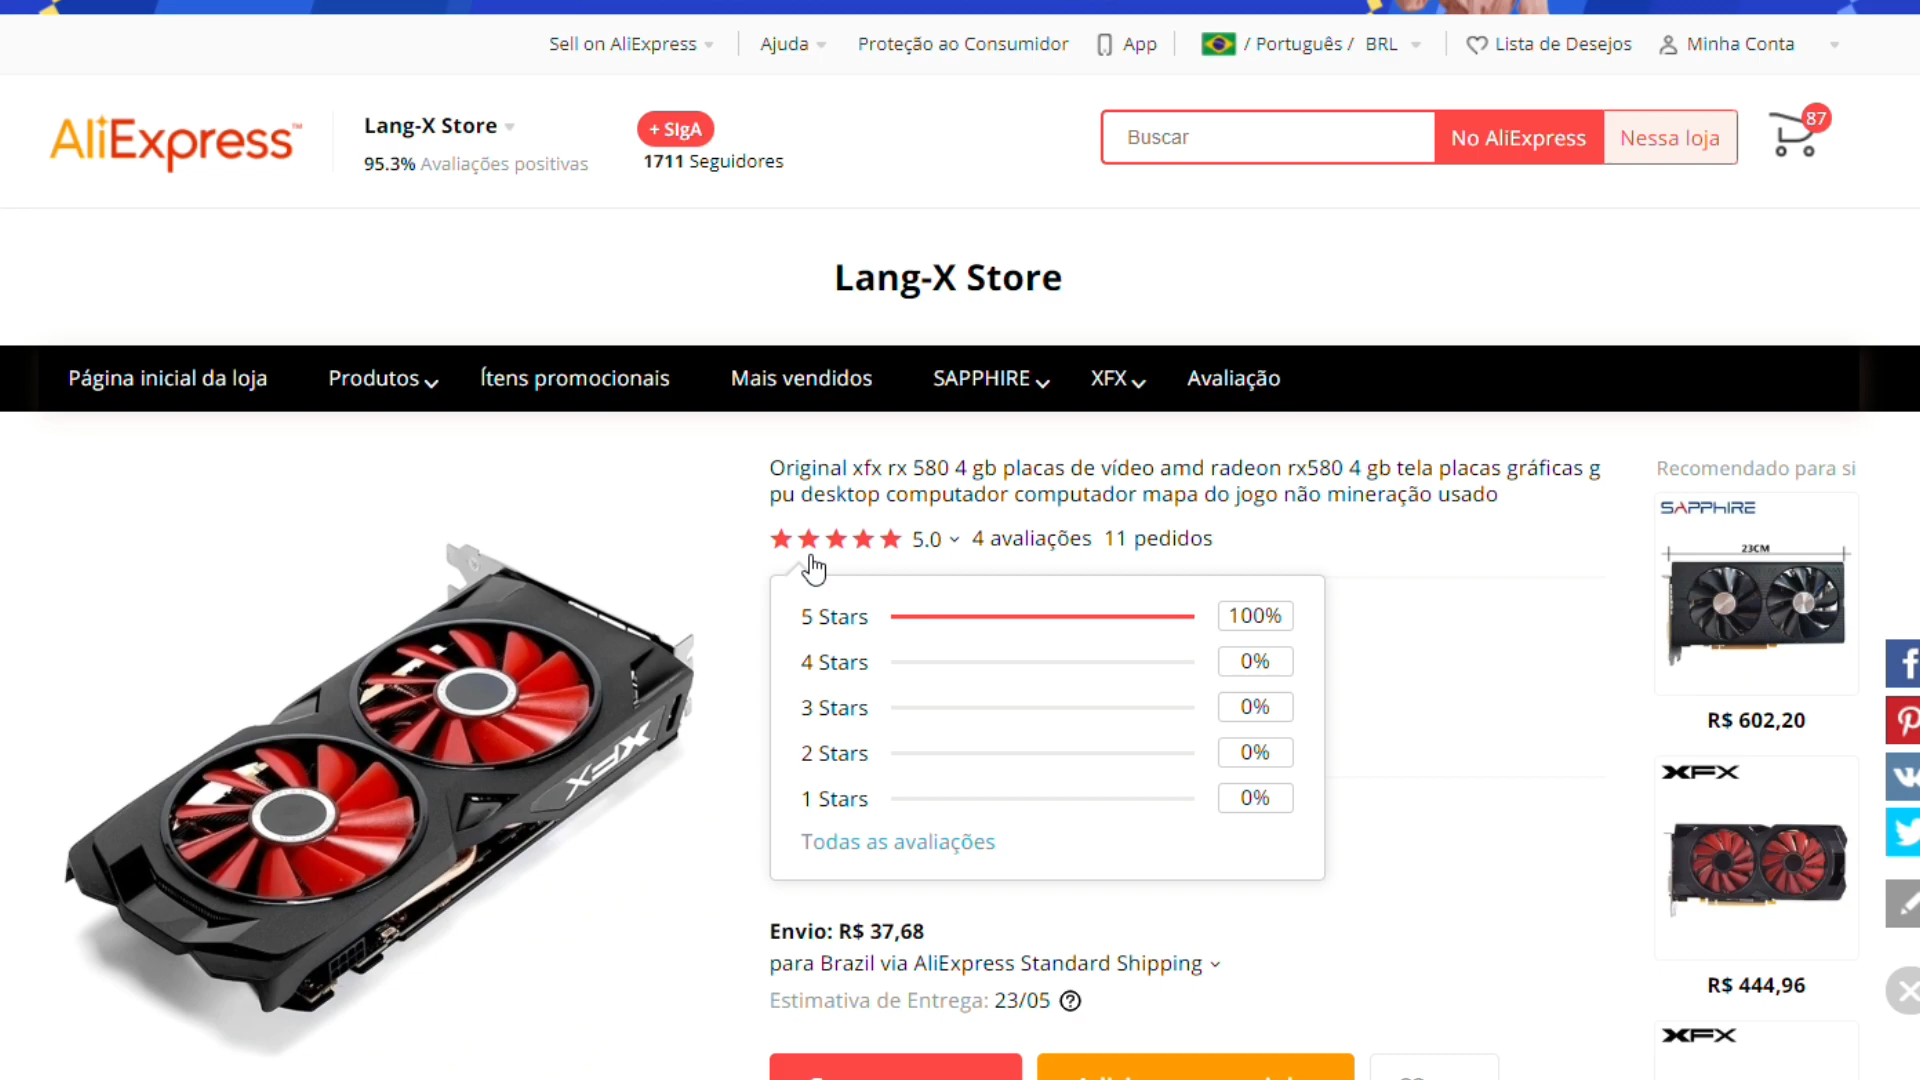 Sell on AliExpress
Ajuda
Proteção ao Consumidor
App
/ Português / BRL
Lista de Desejos
Minha Conta
AliExpress™
Lang-X Store
95.3% Avaliações positivas
+ SIgA
1711 Seguidores
Buscar
No AliExpress
Nessa loja
87
Lang-X Store
Página inicial da loja
Produtos
Ítens promocionais
Mais vendidos
SAPPHIRE
XFX
Avaliação
Original xfx rx 580 4 gb placas de vídeo amd radeon rx580 4 gb tela placas gráficas g
pu desktop computador computador mapa do jogo não mineração usado
5.0 4 avaliações 11 pedidos
5 Stars 100%
4 Stars 0%
3 Stars 0%
2 Stars 0%
1 Stars 0%
Todas as avaliações
Envio: R$ 37,68
para Brazil via AliExpress Standard Shipping
Estimativa de Entrega: 23/05
XFX
Recomendado para si
SAPPHIRE
23CM
R$ 602,20
XFX
R$ 444,96
XFX